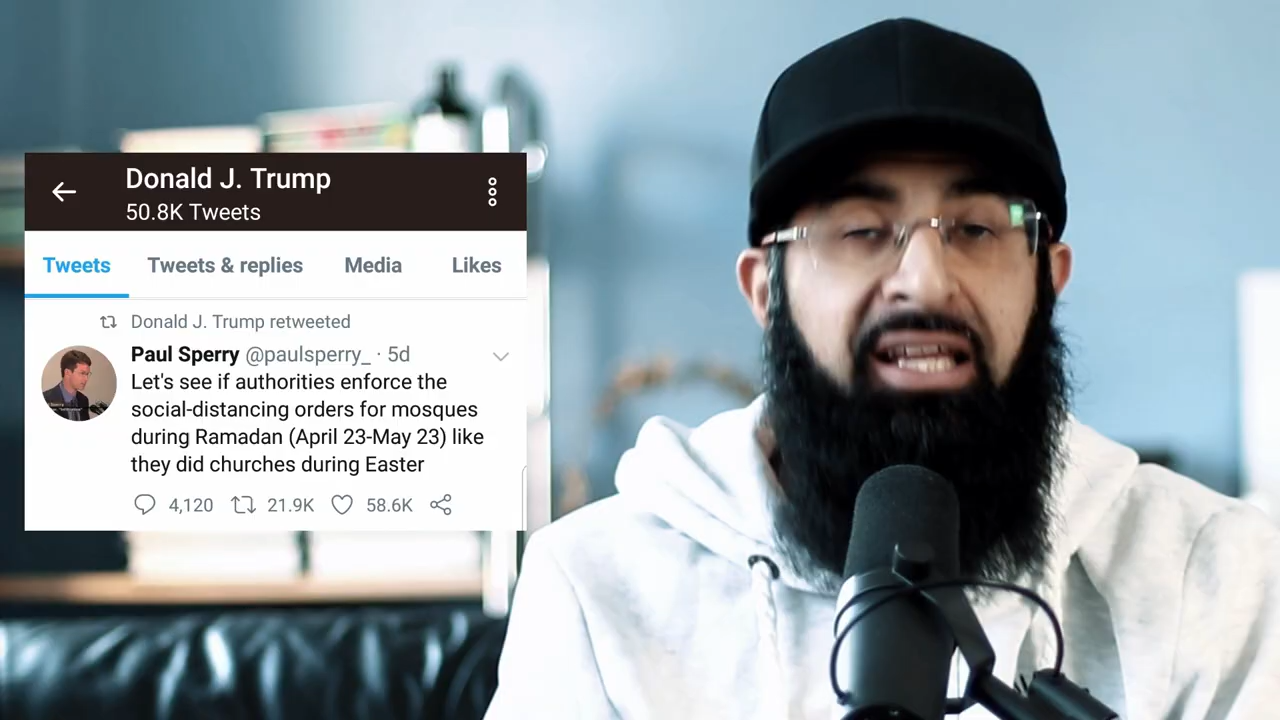 Donald J. Trump
50.8K Tweets
Tweets Tweets & replies Media Likes
Donald J. Trump retweeted
Paul Sperry @paulsperry_ · 5d
Let's see if authorities enforce the
social-distancing orders for mosques
during Ramadan (April 23-May 23) like
they did churches during Easter
4,120 21.9K 58.6K